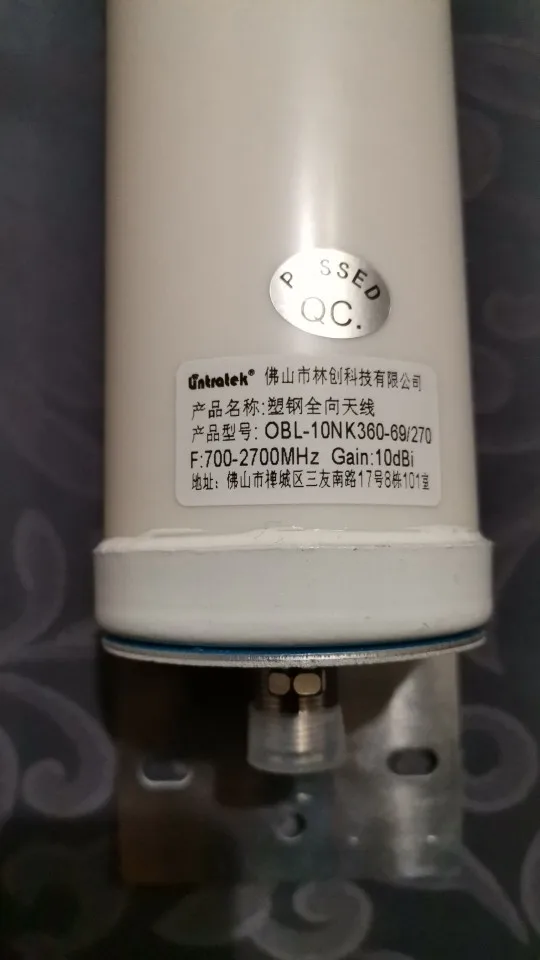 PASSED
QC.
Lintratek® 佛山市林创科技有限公司
产品名称:塑钢全向天线
产品型号: OBL-10NK360-69/270
F:700-2700MHz Gain:10dBi
地址: 佛山市禅城区三友南路17号8栋101室